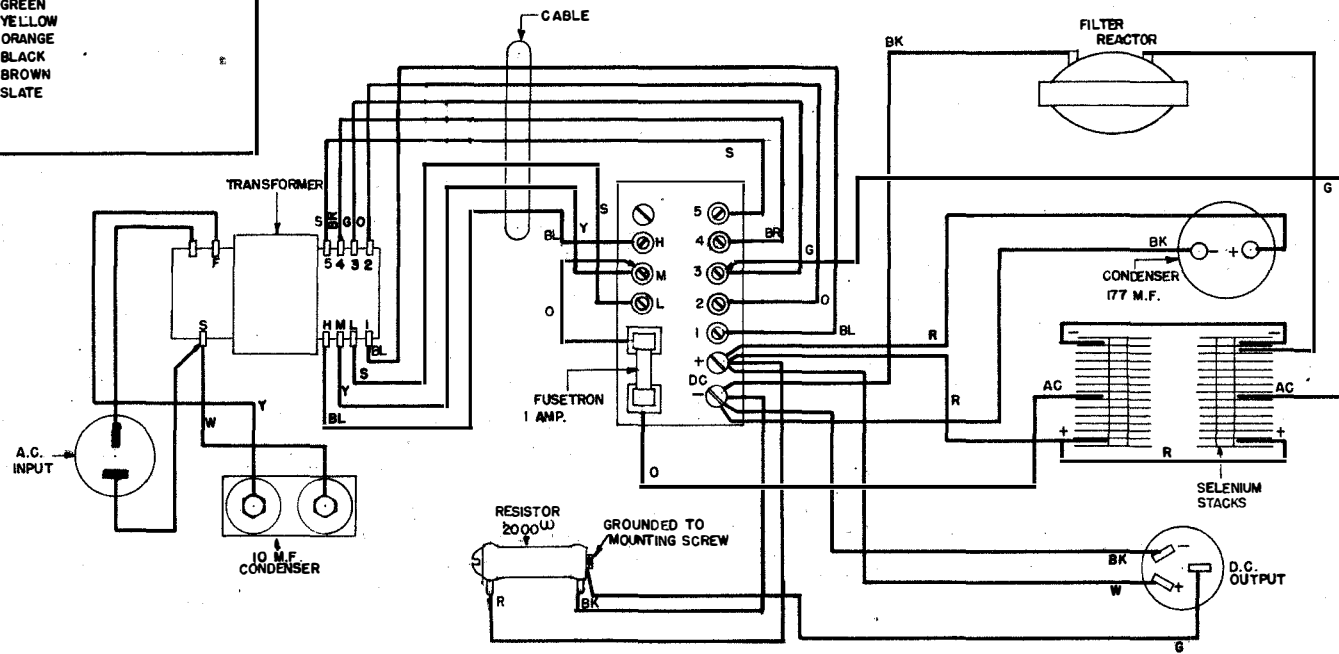 GREEN
YELLOW
ORANGE
BLACK
BROWN
SLATE
CABLE
FILTER
REACTOR
BK
S
G
TRANSFORMER
S BR G O
5 4 3 2
F
S
H M L 1
BL
S
Y
BL
Y
W
A.C.
INPUT
10 M.F.
CONDENSER
BL
Y
S
O
H
M
L
5
4
3
2
1
+
DC
-
BR
G
O
BL
FUSETRON
1 AMP.
O
R
R
BK
- +
CONDENSER
177 M.F.
- -
AC
AC
+ +
R
SELENIUM
STACKS
RESISTOR
2000 ω
GROUNDED TO
MOUNTING SCREW
R
BK
BK
W
-
+
D.C.
OUTPUT
G